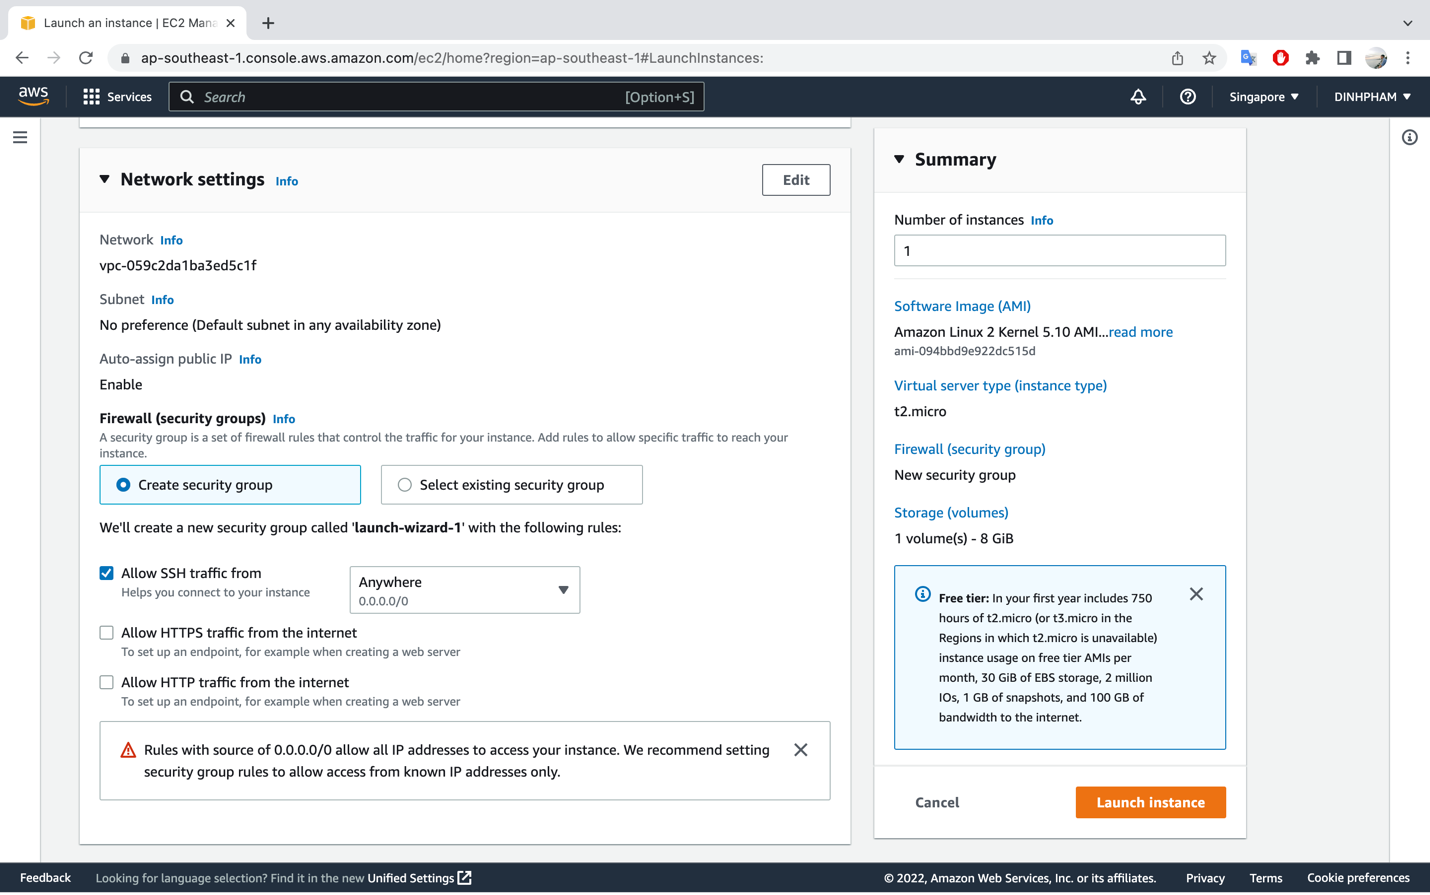 Launch an instance | EC2 Mana
ap-southeast-1.console.aws.amazon.com/ec2/home?region=ap-southeast-1#LaunchInstances:
aws
Services
Search
[Option+S]
Singapore
DINHPHAM
Network settings
Info
Edit
Network Info
vpc-059c2da1ba3ed5c1f
Subnet Info
No preference (Default subnet in any availability zone)
Auto-assign public IP Info
Enable
Firewall (security groups) Info
A security group is a set of firewall rules that control the traffic for your instance. Add rules to allow specific traffic to reach your
instance.
Create security group
Select existing security group
We'll create a new security group called 'launch-wizard-1' with the following rules:
Allow SSH traffic from
Helps you connect to your instance
Anywhere
0.0.0.0/0
Allow HTTPS traffic from the internet
To set up an endpoint, for example when creating a web server
Allow HTTP traffic from the internet
To set up an endpoint, for example when creating a web server
Rules with source of 0.0.0.0/0 allow all IP addresses to access your instance. We recommend setting
security group rules to allow access from known IP addresses only.
Summary
Number of instances Info
1
Software Image (AMI)
Amazon Linux 2 Kernel 5.10 AMI...read more
ami-094bbd9e922dc515d
Virtual server type (instance type)
t2.micro
Firewall (security group)
New security group
Storage (volumes)
1 volume(s) - 8 GiB
Free tier: In your first year includes 750
hours of t2.micro (or t3.micro in the
Regions in which t2.micro is unavailable)
instance usage on free tier AMIs per
month, 30 GiB of EBS storage, 2 million
IOs, 1 GB of snapshots, and 100 GB of
bandwidth to the internet.
Cancel
Launch instance
Feedback
Looking for language selection? Find it in the new Unified Settings
© 2022, Amazon Web Services, Inc. or its affiliates.
Privacy
Terms
Cookie preferences